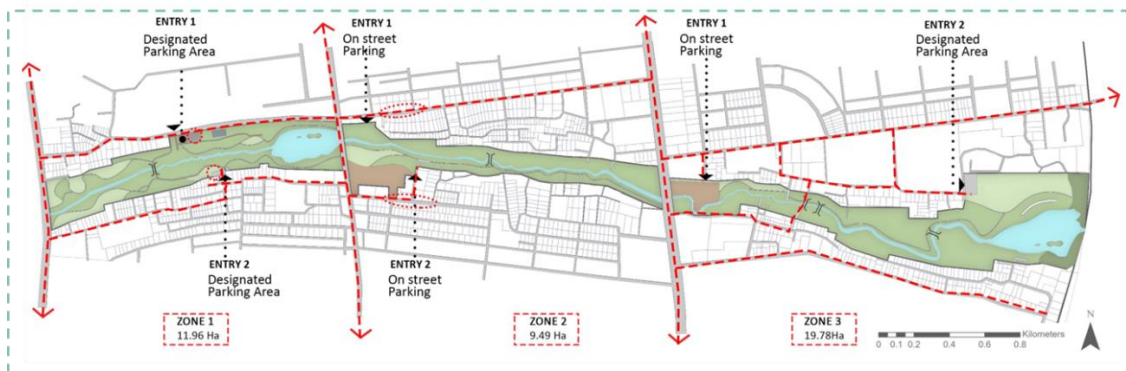 ENTRY 1
Designated
Parking Area
ENTRY 1
On street
Parking
ENTRY 1
On street
Parking
ENTRY 2
Designated
Parking Area
ENTRY 2
Designated
Parking Area
ENTRY 2
On street
Parking
ZONE 1
11.96 Ha
ZONE 2
9.49 Ha
ZONE 3
19.78Ha
Kilometers
0 0.1 0.2 0.4 0.6 0.8
N